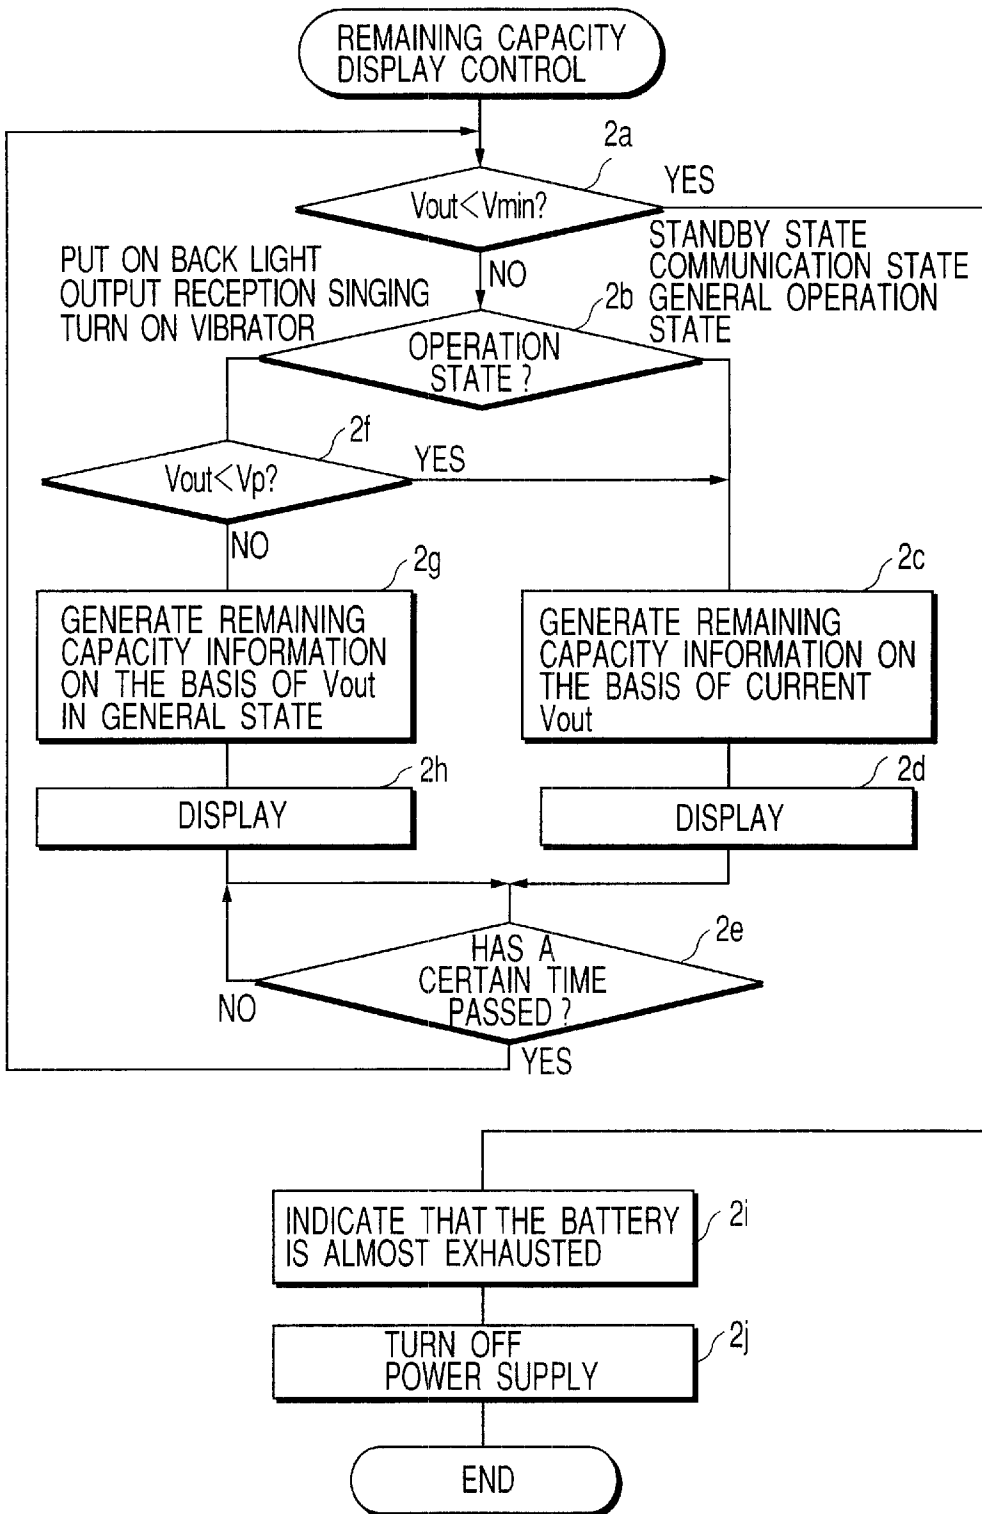 REMAINING CAPACITY
DISPLAY CONTROL
2a
Vout<Vmin?
YES
NO
PUT ON BACK LIGHT
OUTPUT RECEPTION SINGING
TURN ON VIBRATOR
STANDBY STATE
COMMUNICATION STATE
GENERAL OPERATION
STATE
2b
OPERATION
STATE?
2f
Vout<Vp?
YES
NO
2g
GENERATE REMAINING
CAPACITY INFORMATION
ON THE BASIS OF Vout
IN GENERAL STATE
2c
GENERATE REMAINING
CAPACITY INFORMATION ON
THE BASIS OF CURRENT
Vout
2h
DISPLAY
2d
DISPLAY
2e
HAS A
CERTAIN TIME
PASSED?
NO
YES
INDICATE THAT THE BATTERY
IS ALMOST EXHAUSTED
2i
TURN OFF
POWER SUPPLY
2j
END